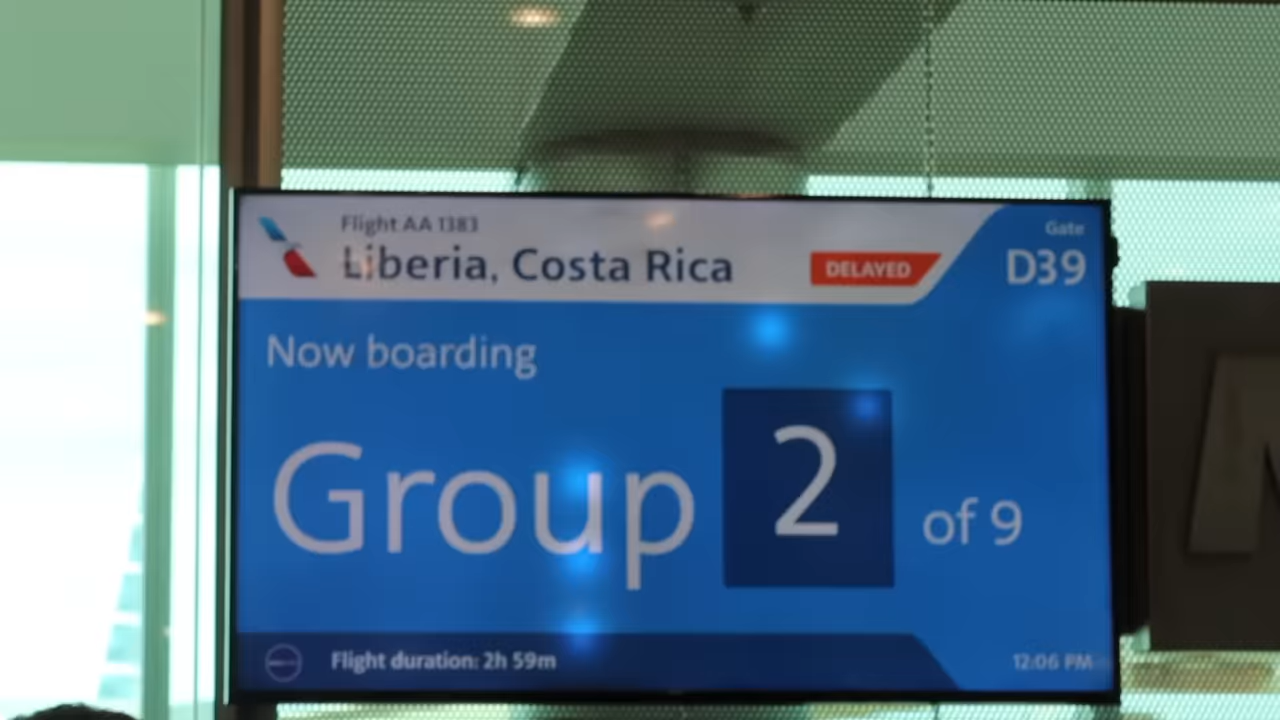 Flight AA 1383
Liberia, Costa Rica
DELAYED
Gate
D39
Now boarding
Group 2 of 9
Flight duration: 2h 59m
12:06 PM